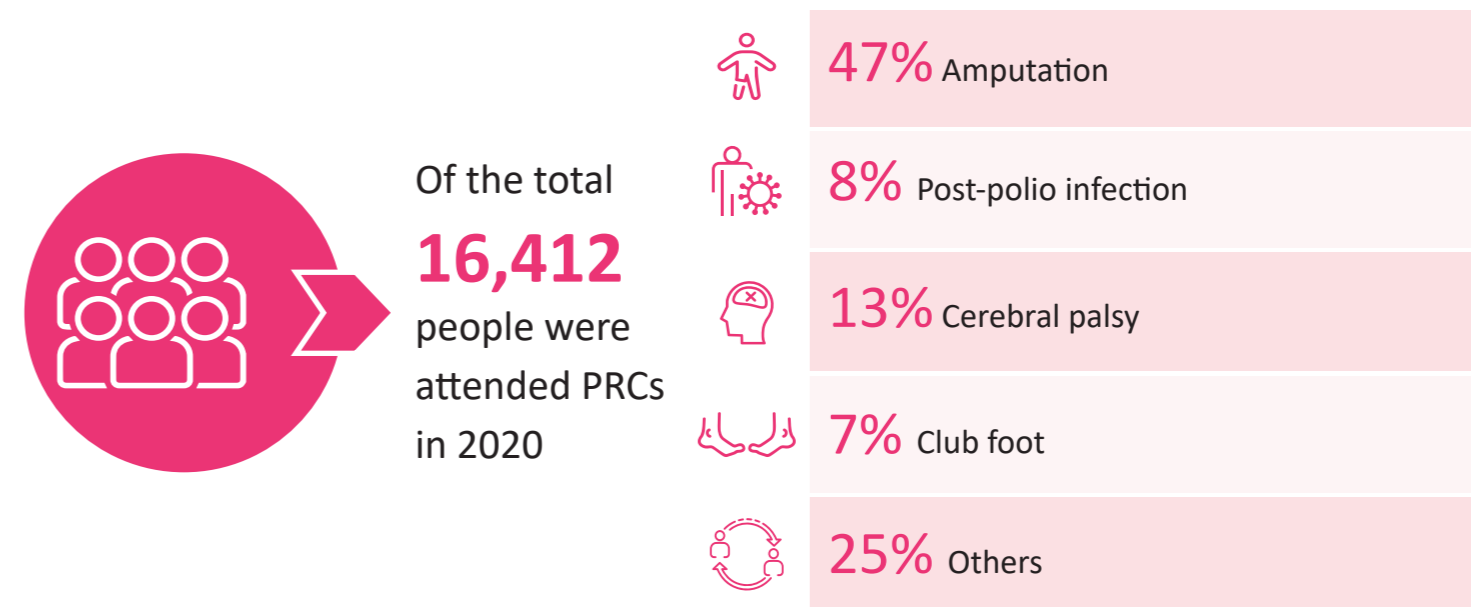 Of the total
16,412
people were
attended PRCs
in 2020
47% Amputation
8% Post-polio infection
13% Cerebral palsy
7% Club foot
25% Others